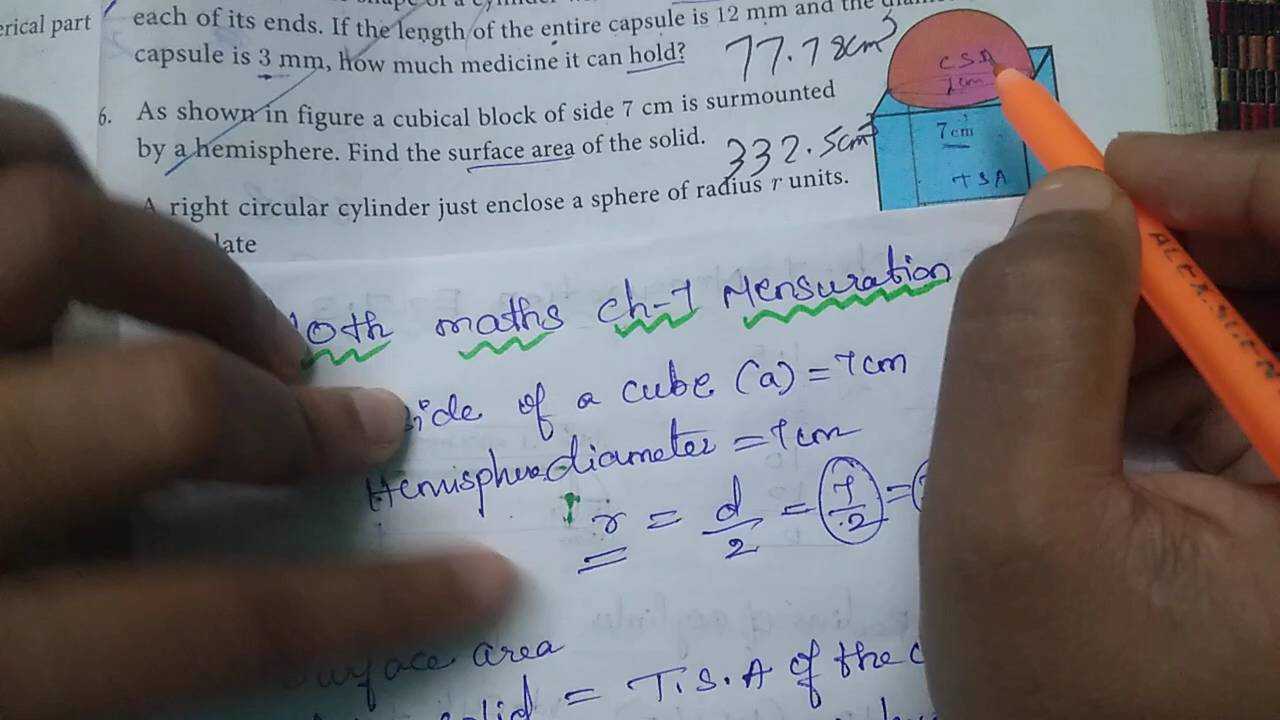 erical part
each of its ends. If the length of the entire capsule is 12 mm and the
capsule is 3 mm, how much medicine it can hold? 77.78cm³
6. As shown in figure a cubical block of side 7 cm is surmounted
by a hemisphere. Find the surface area of the solid. 332.5cm²
A right circular cylinder just enclose a sphere of radius r units.
late
CSA
7cm
7cm
TSA
10th maths ch-7 Mensuration
side of a cube (a) = 7cm
Hemisphere diameter = 7cm
r = d/2 = 7/2 =
surface area
solid = T.S.A of the c